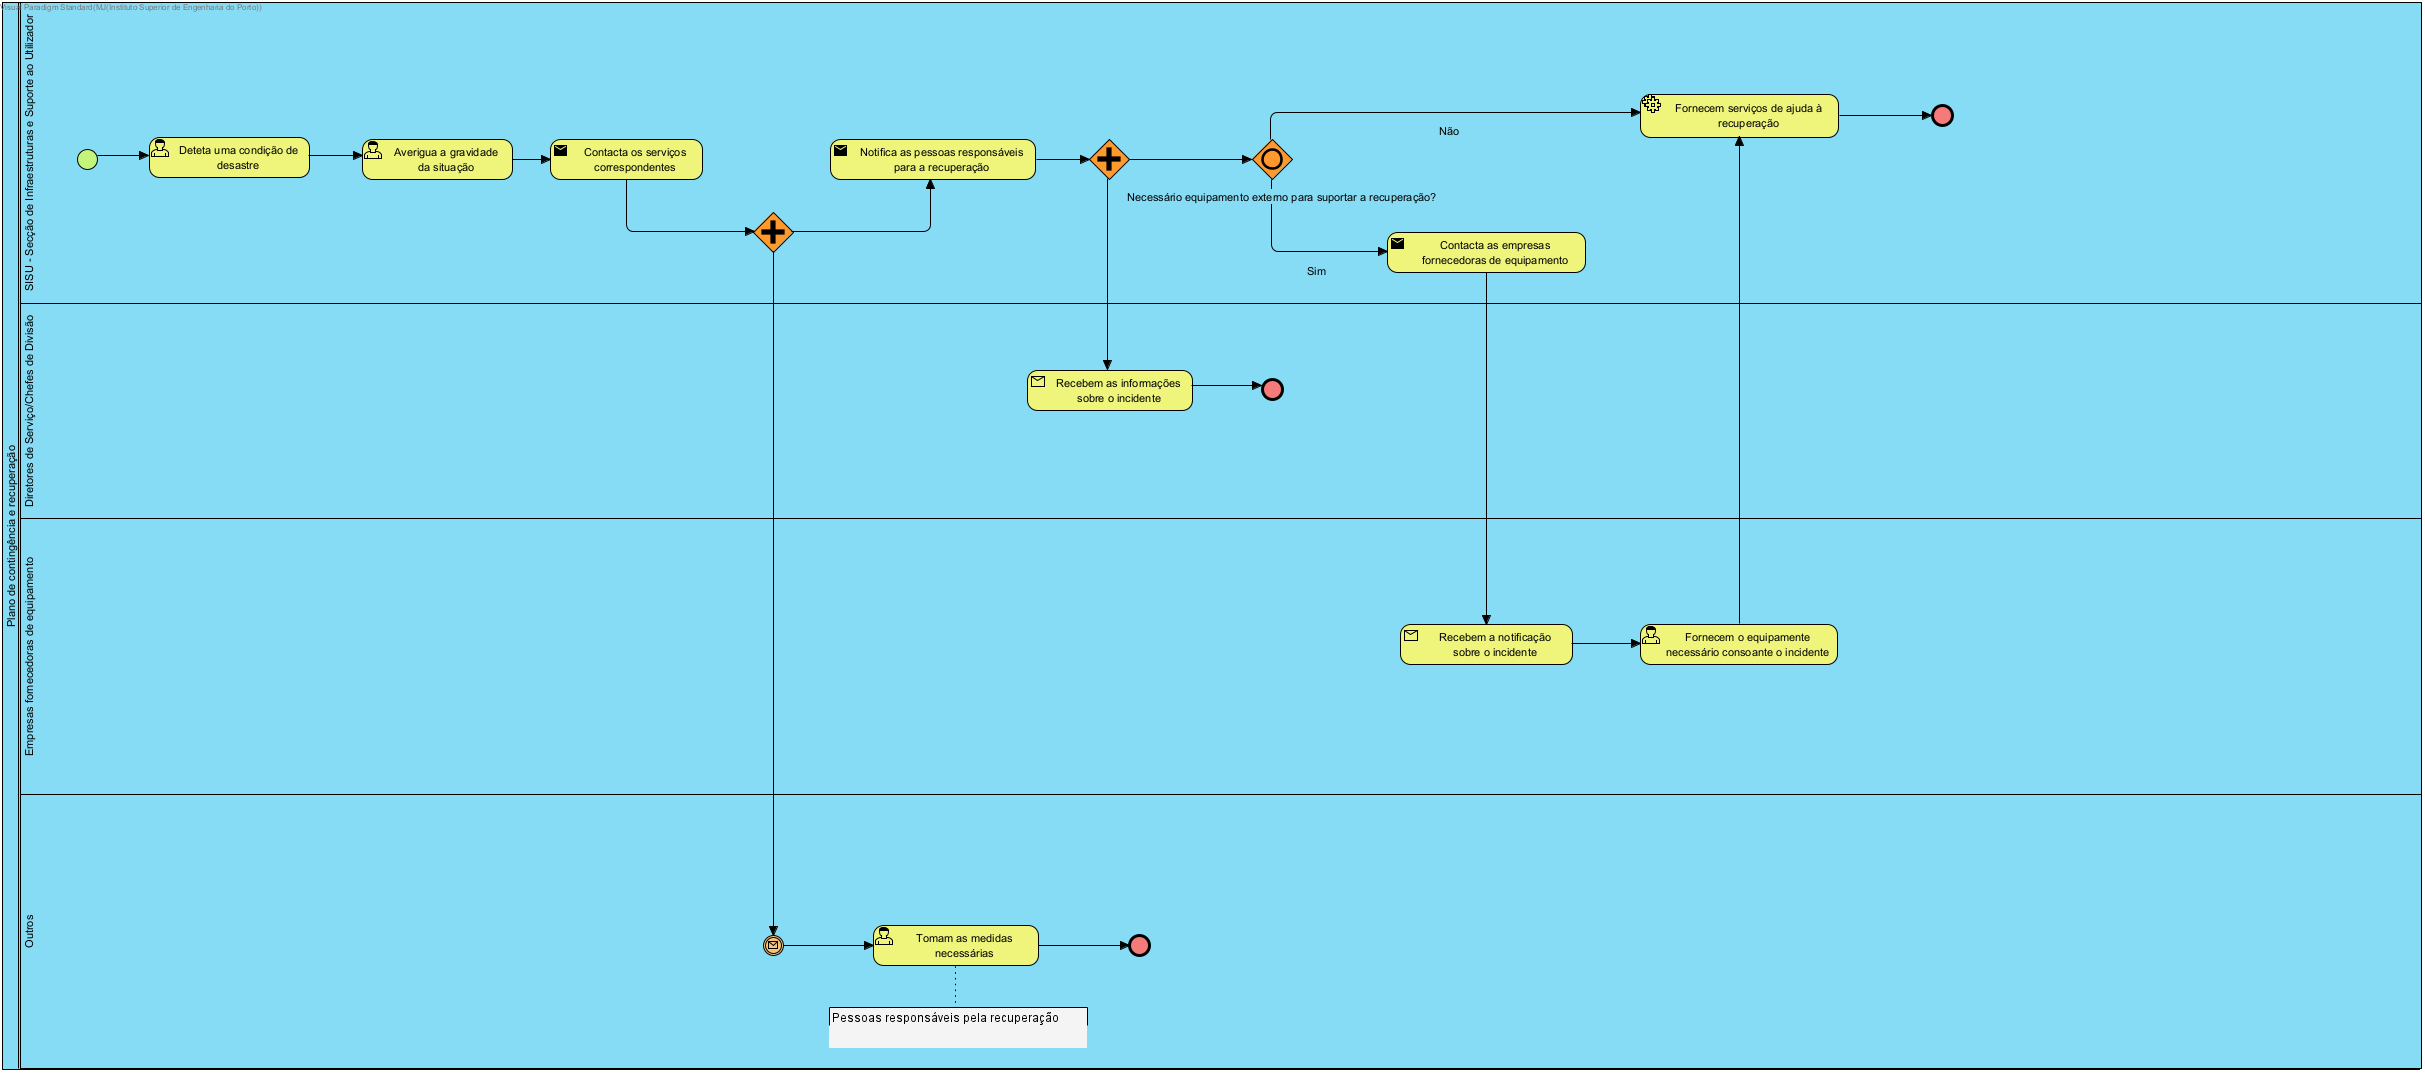 Visual Paradigm Standard(MJ(Instituto Superior de Engenharia do Porto))
Plano de contingência e recuperação
SISU - Secção de Infraestruturas e Suporte ao Utilizador
Deteta uma condição de
desastre
Averigua a gravidade
da situação
Contacta os serviços
correspondentes
Notifica as pessoas responsáveis
para a recuperação
Necessário equipamento externo para suportar a recuperação?
Não
Sim
Fornecem serviços de ajuda à
recuperação
Contacta as empresas
fornecedoras de equipamento
Diretores de Serviço/Chefes de Divisão
Recebem as informações
sobre o incidente
Empresas fornecedoras de equipamento
Recebem a notificação
sobre o incidente
Fornecem o equipamente
necessário consoante o incidente
Outros
Tomam as medidas
necessárias
Pessoas responsáveis pela recuperação